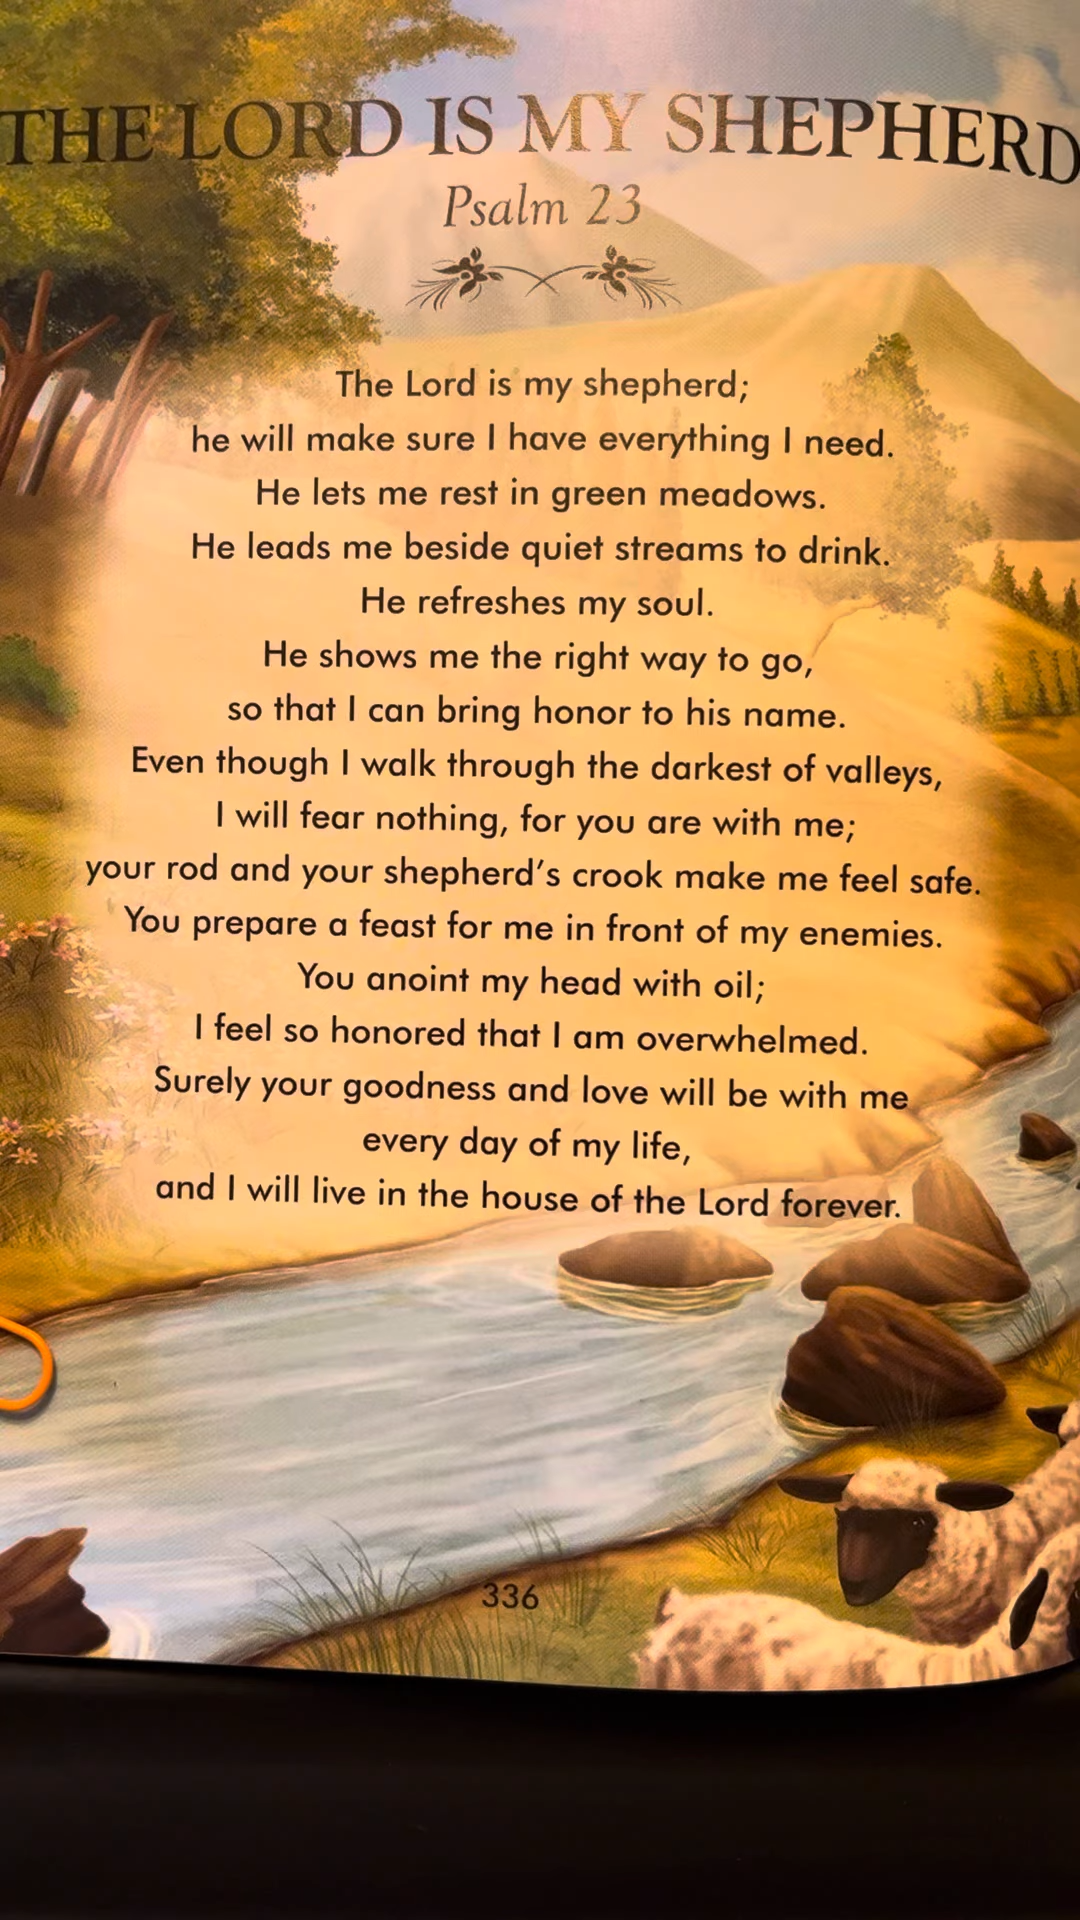 THE LORD IS MY SHEPHERD
Psalm 23
The Lord is my shepherd;
he will make sure I have everything I need.
He lets me rest in green meadows.
He leads me beside quiet streams to drink.
He refreshes my soul.
He shows me the right way to go,
so that I can bring honor to his name.
Even though I walk through the darkest of valleys,
I will fear nothing, for you are with me;
your rod and your shepherd’s crook make me feel safe.
You prepare a feast for me in front of my enemies.
You anoint my head with oil;
I feel so honored that I am overwhelmed.
Surely your goodness and love will be with me
every day of my life,
and I will live in the house of the Lord forever.
336